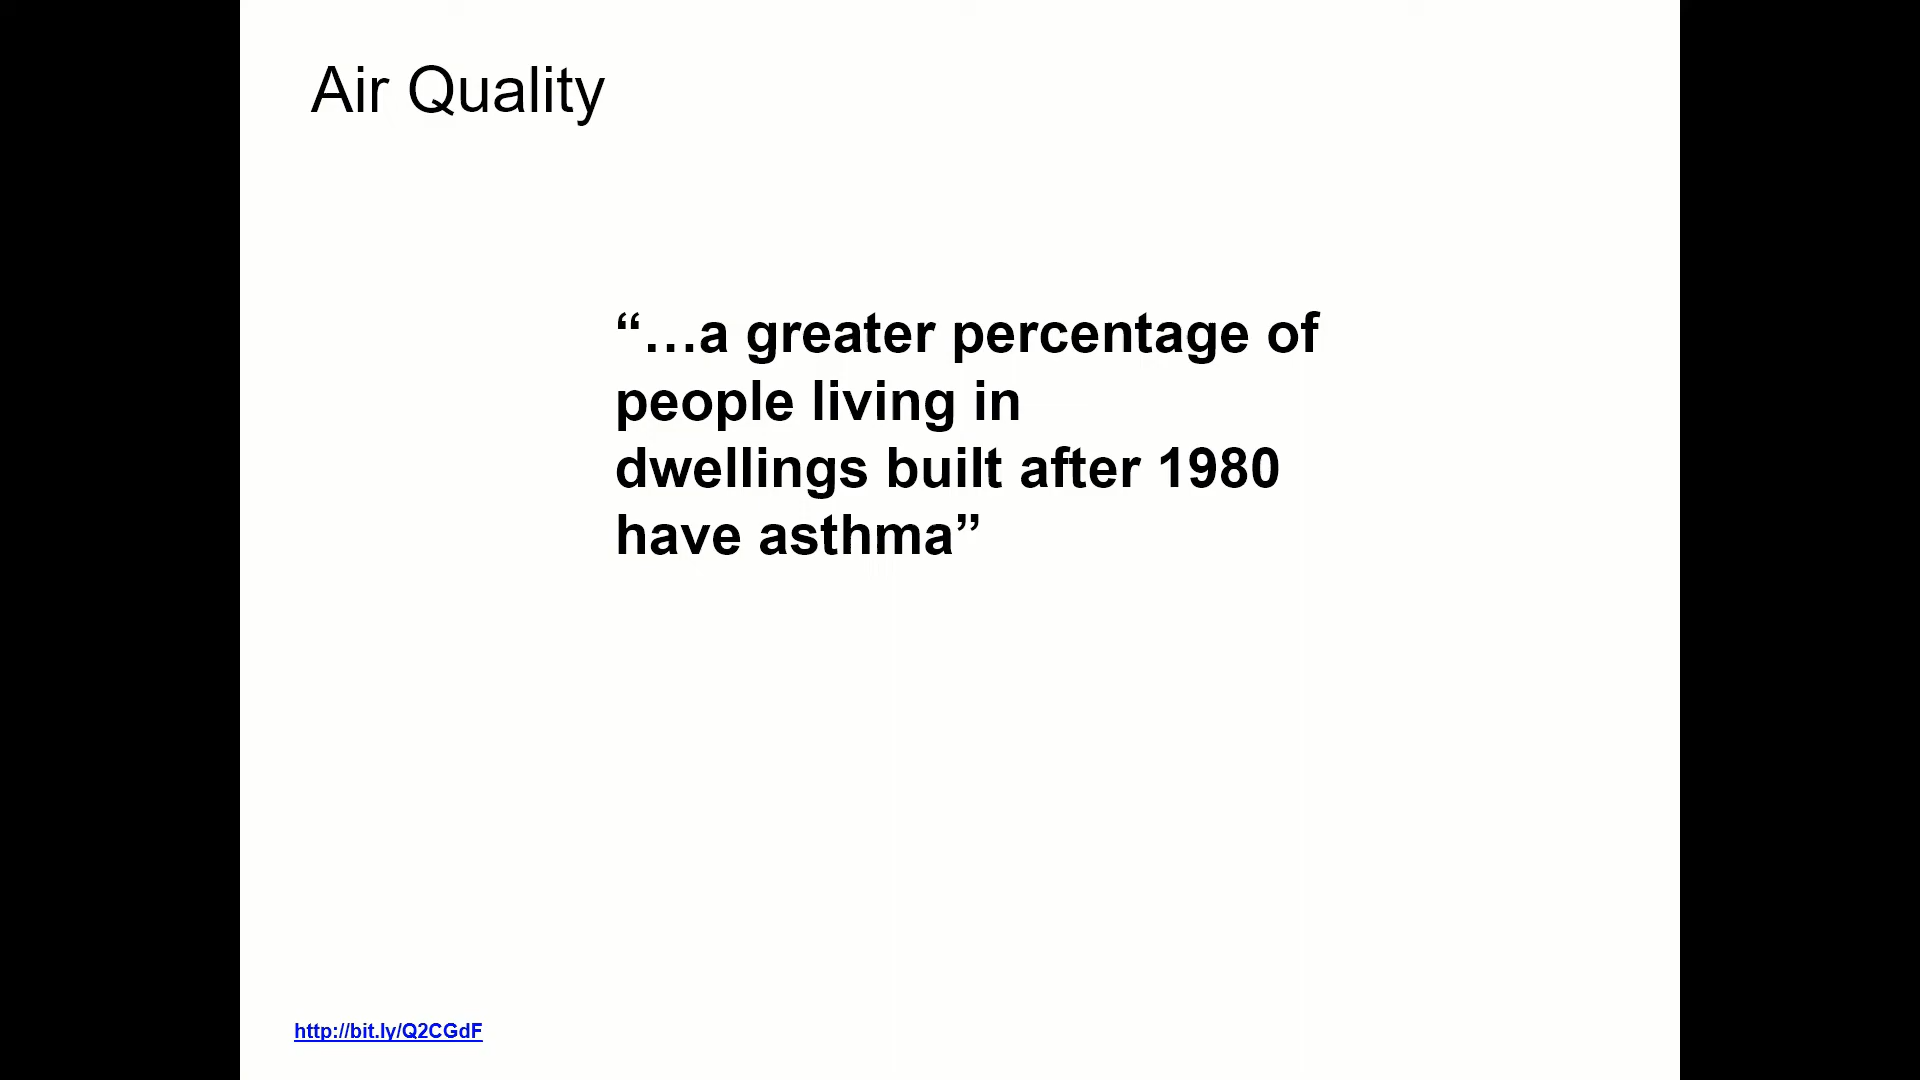 Air Quality
“…a greater percentage of
people living in
dwellings built after 1980
have asthma”
http://bit.ly/Q2CGdF